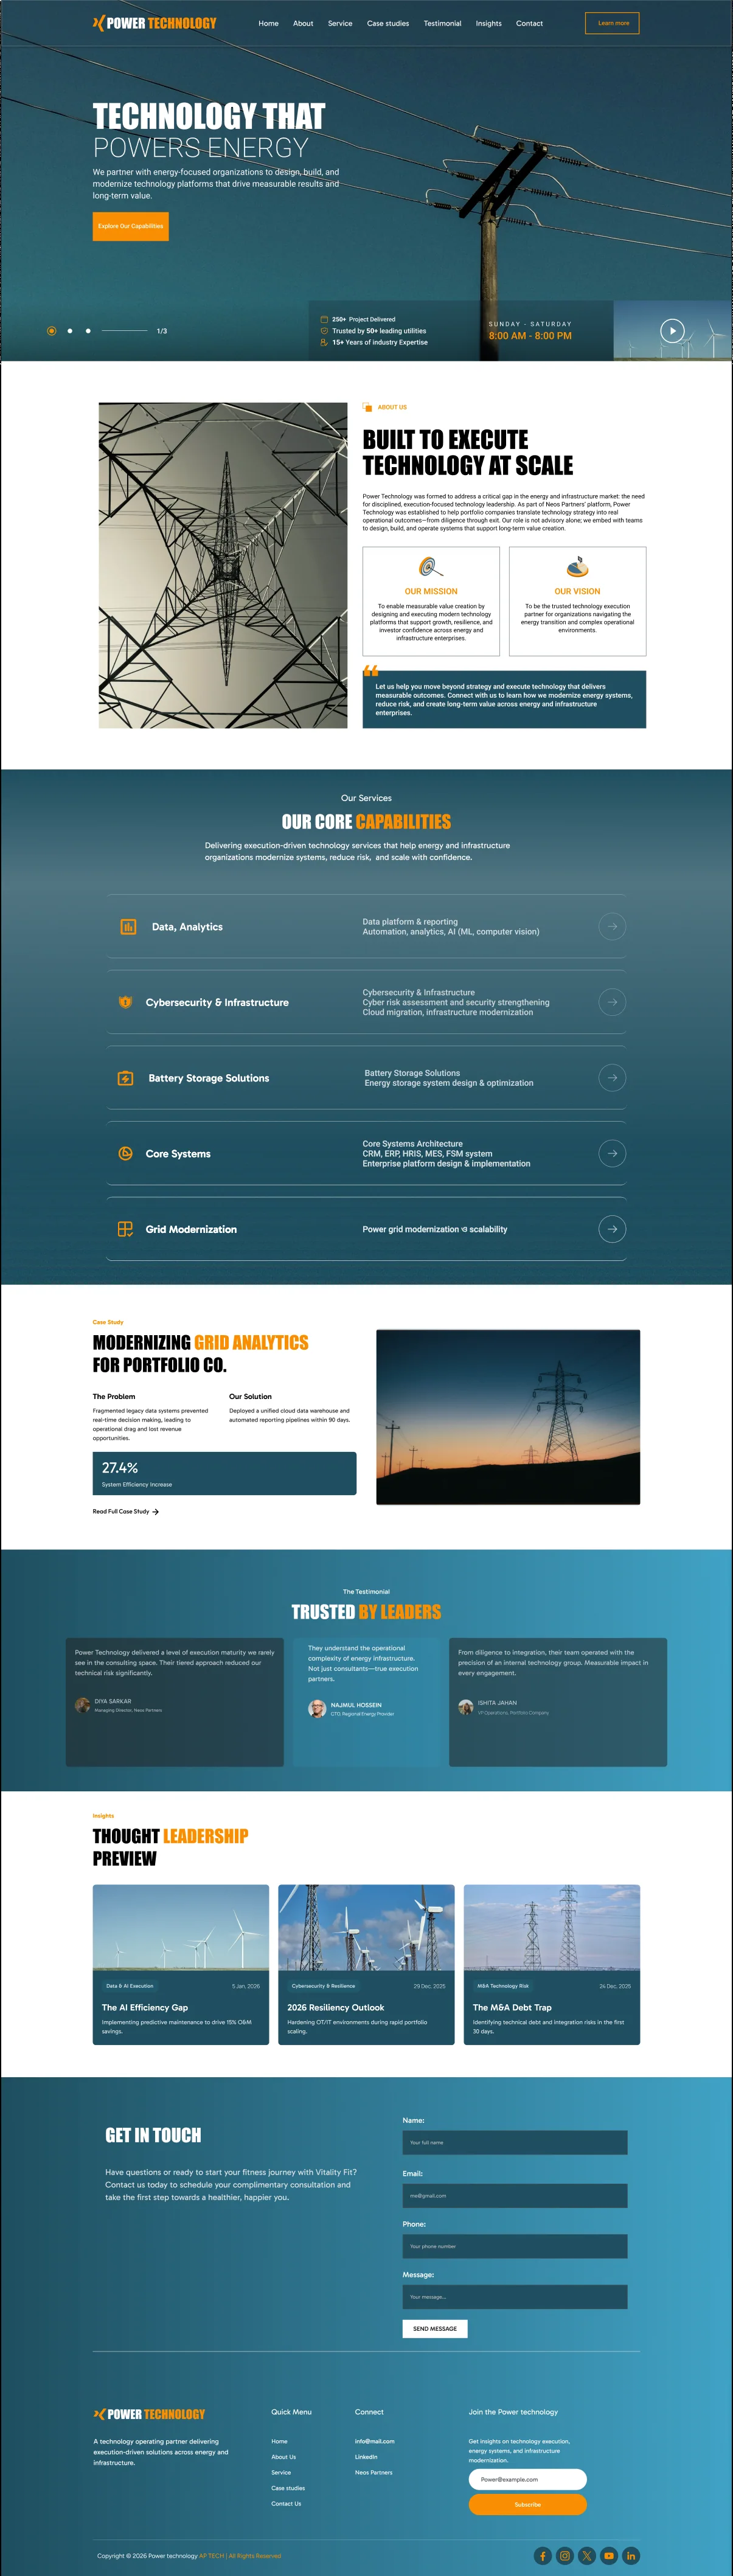 POWER TECHNOLOGY
Home About Service Case studies Testimonial Insights Contact
Learn more
TECHNOLOGY THAT
POWERS ENERGY
We partner with energy-focused organizations to design, build, and
modernize technology platforms that drive measurable results and
long-term value.
Explore Our Capabilities
1/3
250+ Project Delivered
Trusted by 50+ leading utilities
15+ Years of industry Expertise
SUNDAY - SATURDAY
8:00 AM - 8:00 PM
ABOUT US
BUILT TO EXECUTE
TECHNOLOGY AT SCALE
Power Technology was formed to address a critical gap in the energy and infrastructure market: the need
for disciplined, execution-focused technology leadership. As part of Neos Partners' platform, Power
Technology was established to help portfolio companies translate technology strategy into real
operational outcomes—from diligence through exit. Our role is not advisory alone; we embed with teams
to design, build, and operate systems that support long-term value creation.
OUR MISSION
To enable measurable value creation by
designing and executing modern technology
platforms that support growth, resilience, and
investor confidence across energy and
infrastructure enterprises.
OUR VISION
To be the trusted technology execution
partner for organizations navigating the
energy transition and complex operational
environments.
Let us help you move beyond strategy and execute technology that delivers
measurable outcomes. Connect with us to learn how we modernize energy systems,
reduce risk, and create long-term value across energy and infrastructure
enterprises.
Our Services
OUR CORE CAPABILITIES
Delivering execution-driven technology services that help energy and infrastructure
organizations modernize systems, reduce risk, and scale with confidence.
Data, Analytics
Data platform & reporting
Automation, analytics, AI (ML, computer vision)
Cybersecurity & Infrastructure
Cybersecurity & Infrastructure
Cyber risk assessment and security strengthening
Cloud migration, infrastructure modernization
Battery Storage Solutions
Battery Storage Solutions
Energy storage system design & optimization
Core Systems
Core Systems Architecture
CRM, ERP, HRIS, MES, FSM system
Enterprise platform design & implementation
Grid Modernization
Power grid modernization ও scalability
Case Study
MODERNIZING GRID ANALYTICS
FOR PORTFOLIO CO.
The Problem
Fragmented legacy data systems prevented
real-time decision making, leading to
operational drag and lost revenue
opportunities.
Our Solution
Deployed a unified cloud data warehouse and
automated reporting pipelines within 90 days.
27.4%
System Efficiency Increase
Read Full Case Study
The Testimonial
TRUSTED BY LEADERS
Power Technology delivered a level of execution maturity we rarely
see in the consulting space. Their tiered approach reduced our
technical risk significantly.
DIYA SARKAR
Managing Director, Neos Partners
They understand the operational
complexity of energy infrastructure.
Not just consultants—true execution
partners.
NAJMUL HOSSEIN
CTO, Regional Energy Provider
From diligence to integration, their team operated with the
precision of an internal technology group. Measurable impact in
every engagement.
ISHITA JAHAN
VP Operations, Portfolio Company
Insights
THOUGHT LEADERSHIP
PREVIEW
Data & AI Execution
5 Jan, 2026
The AI Efficiency Gap
Implementing predictive maintenance to drive 15% O&M
savings.
Cybersecurity & Resilience
29 Dec, 2025
2026 Resiliency Outlook
Hardening OT/IT environments during rapid portfolio
scaling.
M&A Technology Risk
24 Dec, 2025
The M&A Debt Trap
Identifying technical debt and integration risks in the first
30 days.
GET IN TOUCH
Have questions or ready to start your fitness journey with Vitality Fit?
Contact us today to schedule your complimentary consultation and
take the first step towards a healthier, happier you.
Name:
Your full name
Email:
me@gmail.com
Phone:
Your phone number
Message:
Your message...
SEND MESSAGE
POWER TECHNOLOGY
A technology operating partner delivering
execution-driven solutions across energy and
infrastructure.
Quick Menu
Home
About Us
Service
Case studies
Contact Us
Connect
info@mail.com
LinkedIn
Neos Partners
Join the Power technology
Get insights on technology execution,
energy systems, and infrastructure
modernization.
Power@example.com
Subscribe
Copyright © 2026 Power technology AP TECH | All Rights Reserved